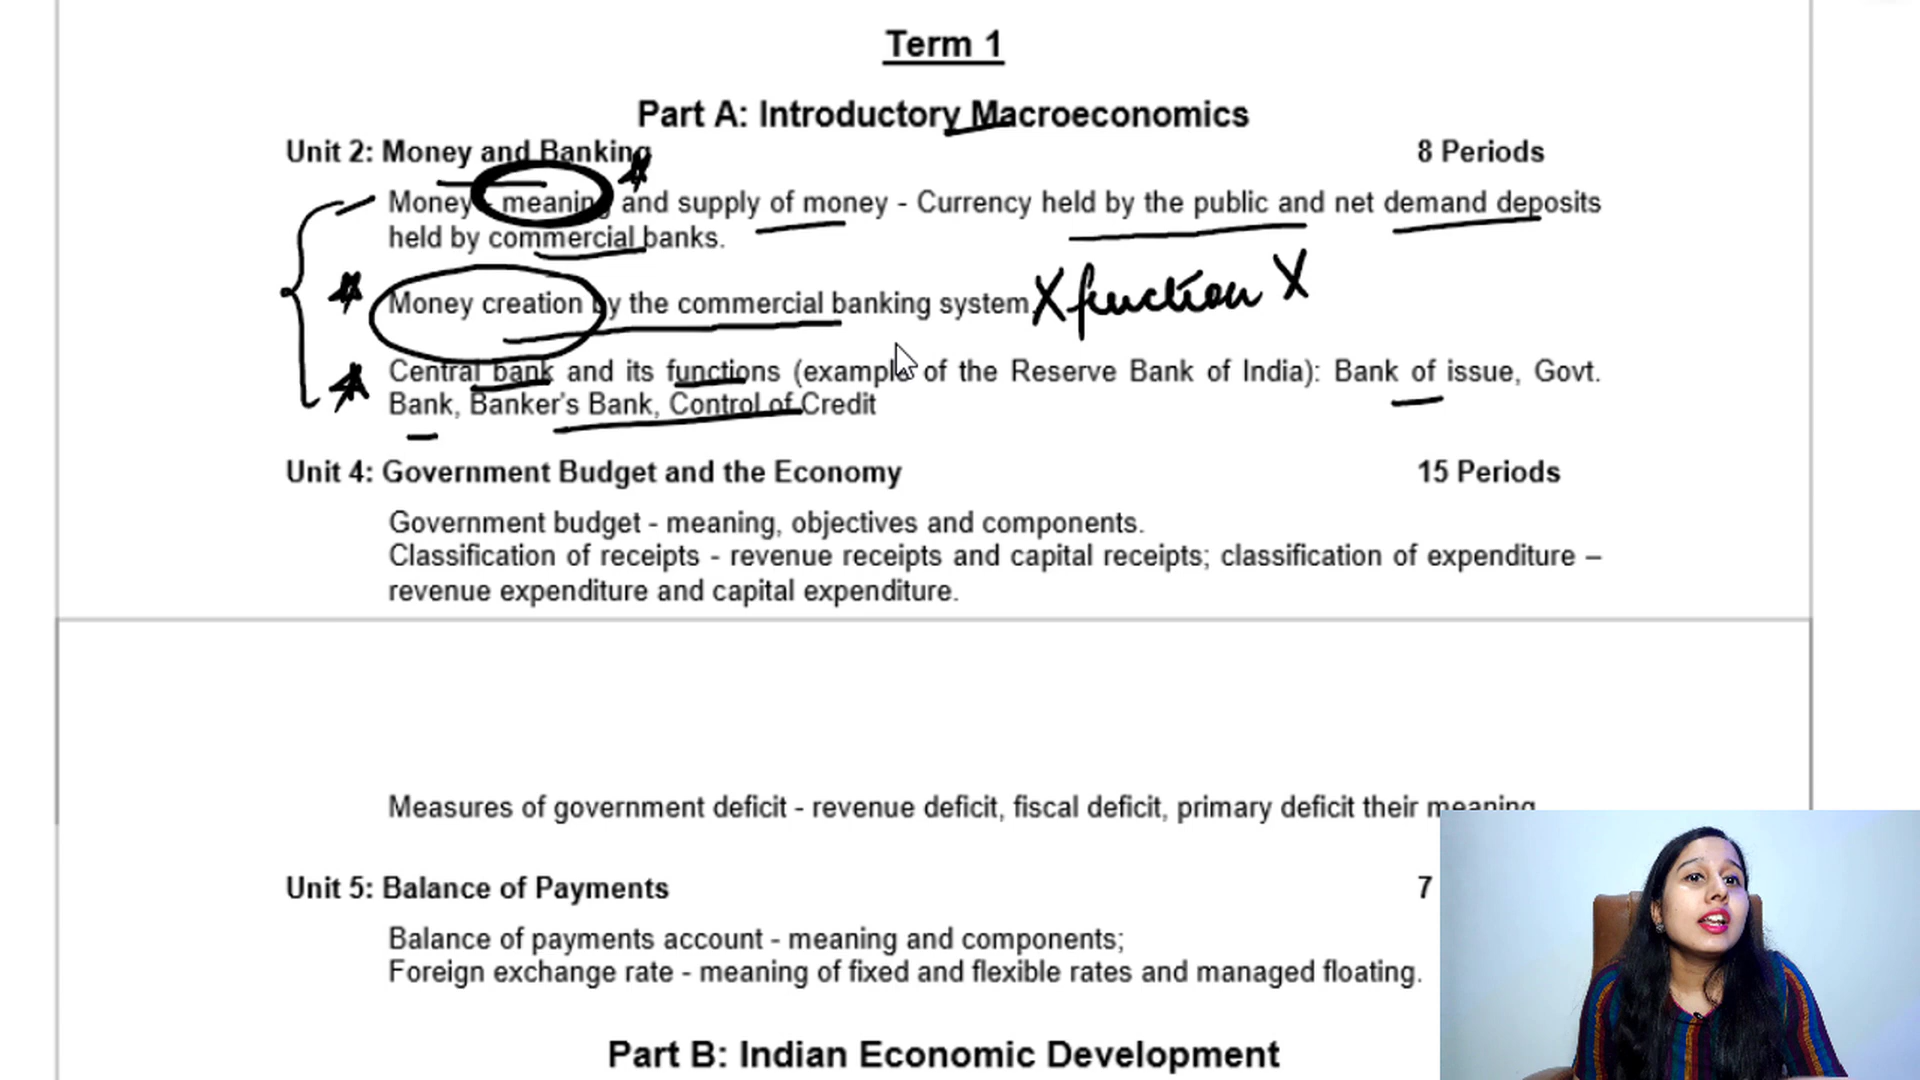 Term 1
Part A: Introductory Macroeconomics
Unit 2: Money and Banking 8 Periods
Money - meaning and supply of money - Currency held by the public and net demand deposits
held by commercial banks.
Money creation by the commercial banking system. X function X
Central bank and its functions (example of the Reserve Bank of India): Bank of issue, Govt.
Bank, Banker's Bank, Control of Credit
Unit 4: Government Budget and the Economy 15 Periods
Government budget - meaning, objectives and components.
Classification of receipts - revenue receipts and capital receipts; classification of expenditure –
revenue expenditure and capital expenditure.
Measures of government deficit - revenue deficit, fiscal deficit, primary deficit their meaning
Unit 5: Balance of Payments 7
Balance of payments account - meaning and components;
Foreign exchange rate - meaning of fixed and flexible rates and managed floating.
Part B: Indian Economic Development